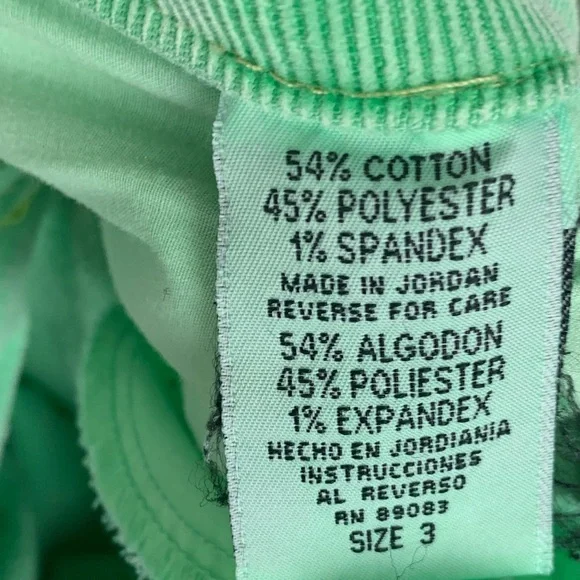 54% COTTON
45% POLYESTER
1% SPANDEX
MADE IN JORDAN
REVERSE FOR CARE
54% ALGODON
45% POLIESTER
1% EXPANDEX
HECHO EN JORDIANIA
INSTRUCCIONES
AL REVERSO
RN 89083
SIZE 3